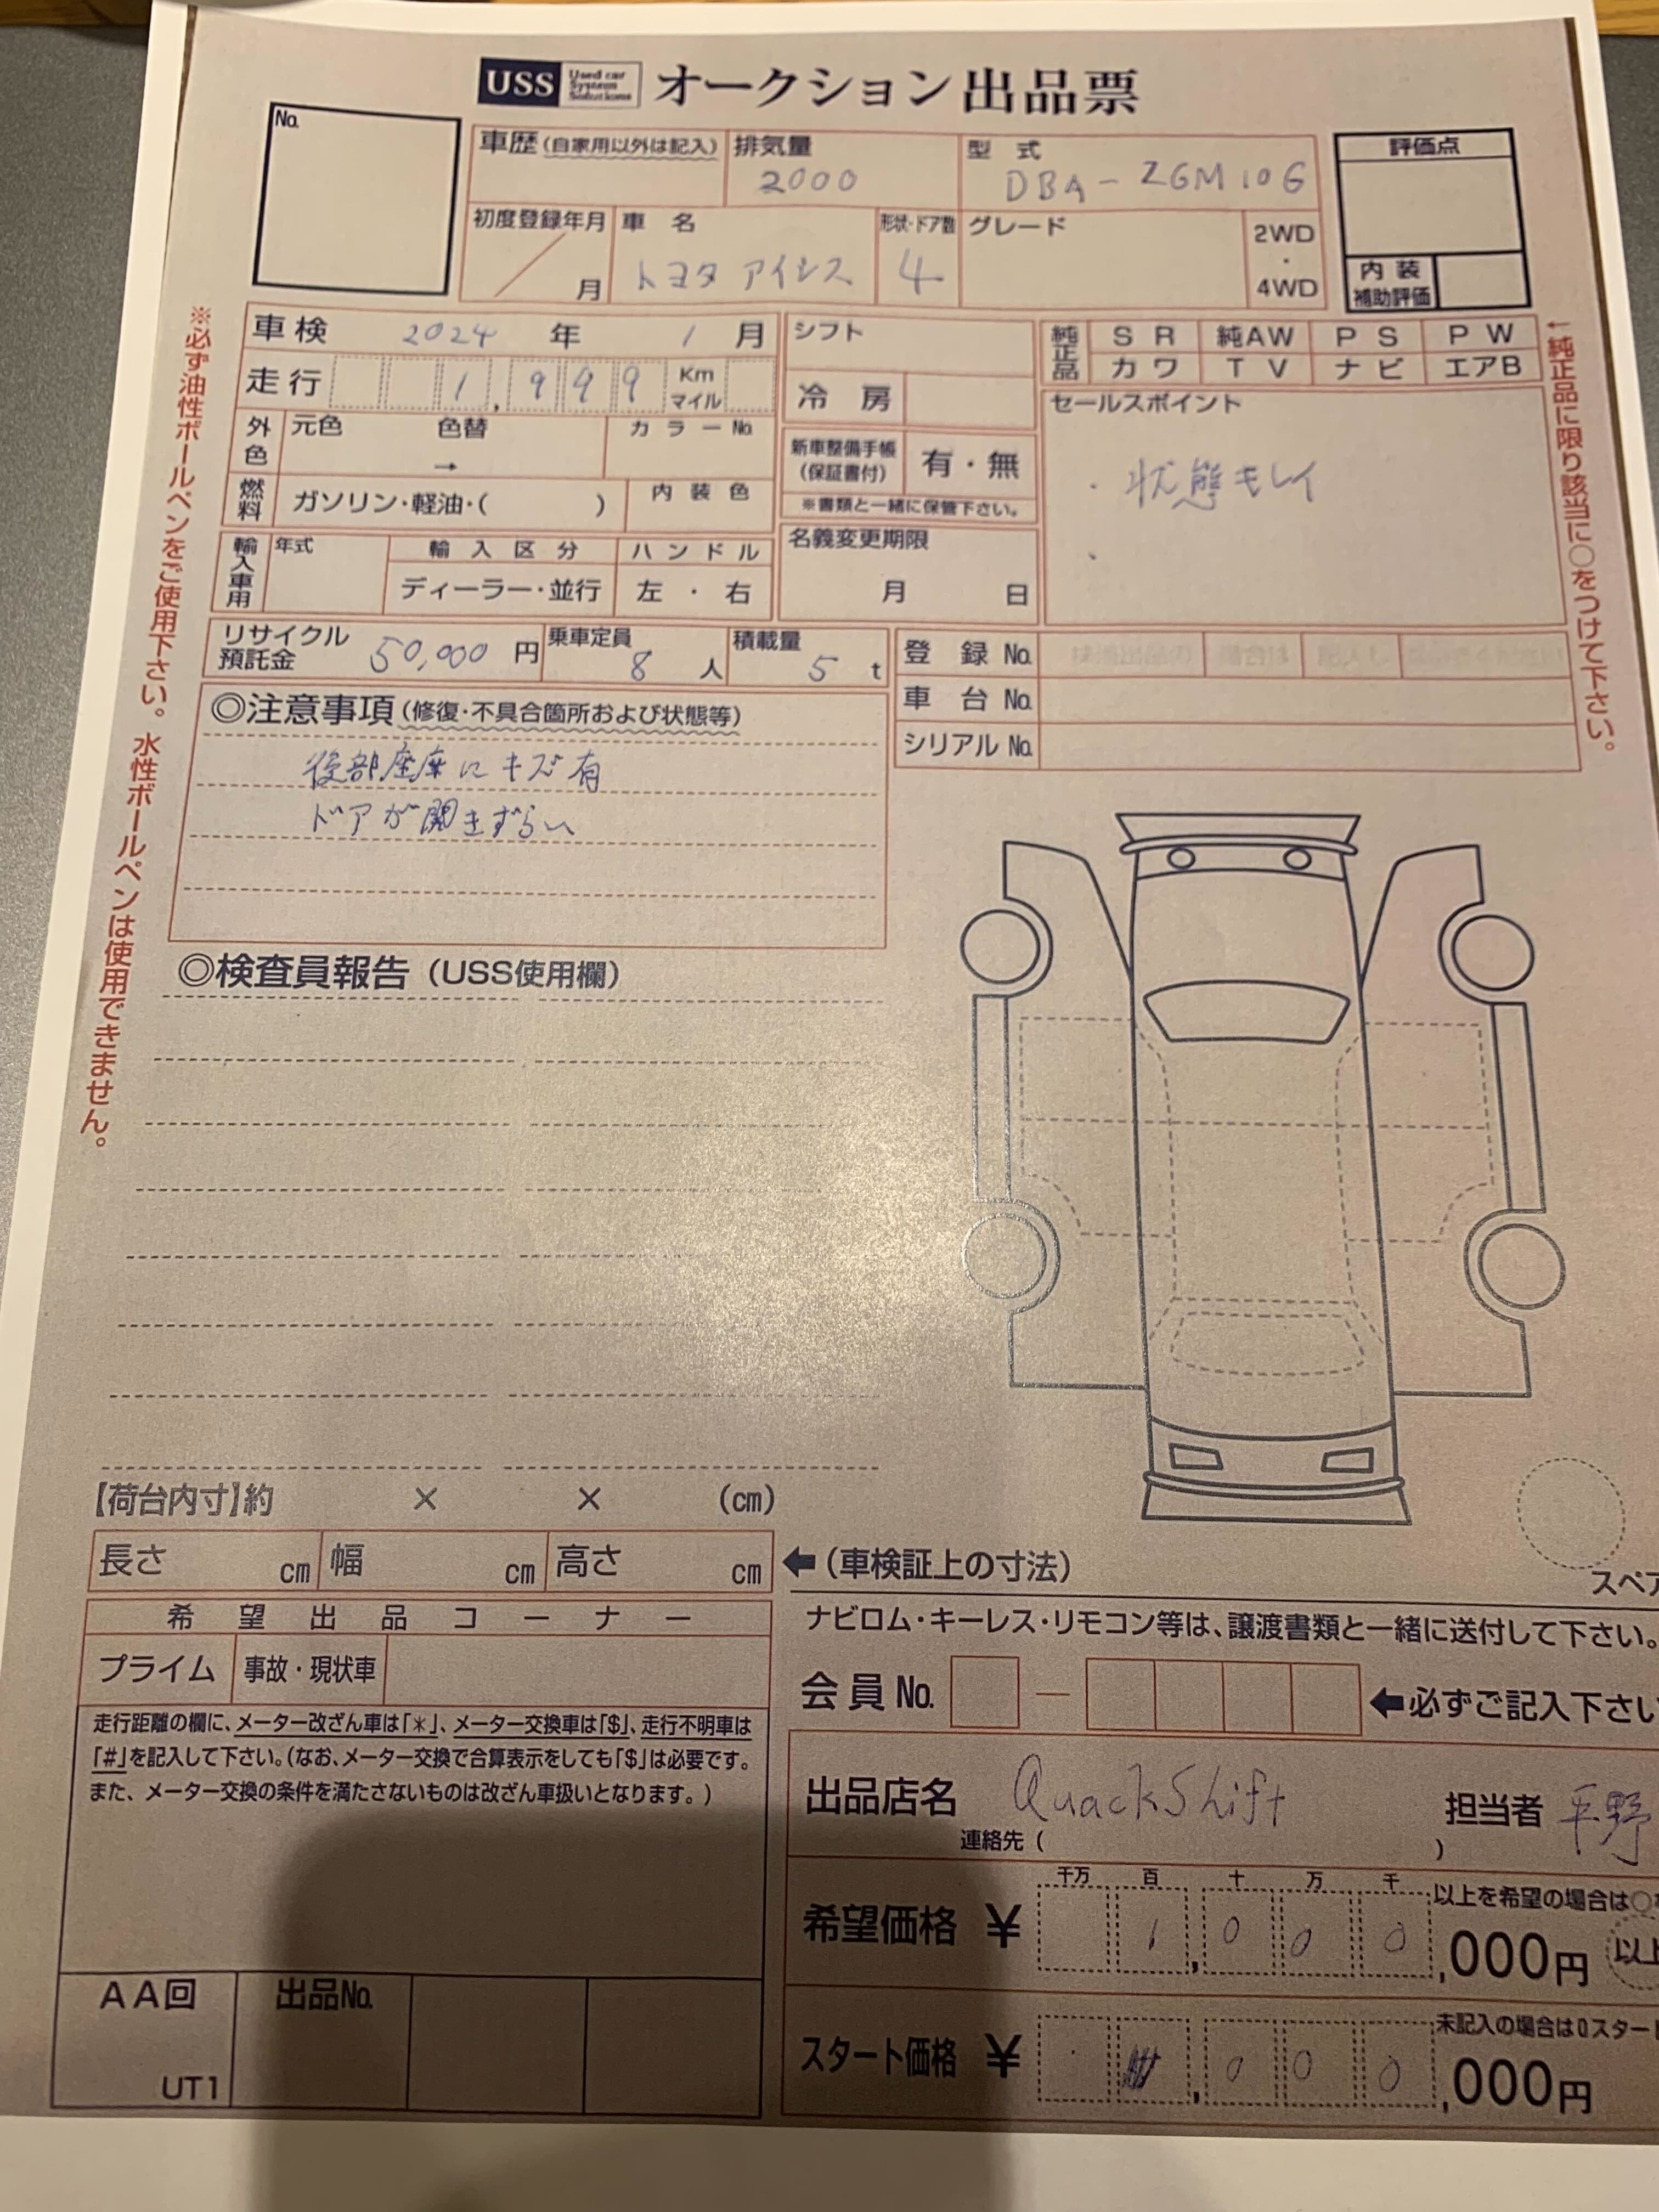 USS Used car System Solutions オークション出品票
No.
車歴(自家用以外は記入)
排気量
2000
型式
DBA-ZGM10G
評価点
初度登録年月
月
車名
トヨタ アイシス
形状・ドア数
4
グレード
2WD
・
4WD
内装
補助評価
車検 2024 年 1 月
走行 1,999 Km
マイル
シフト
冷房
純正品
SR 純AW PS PW
カワ TV ナビ エアB
外色
元色 色替
→
カラーNo.
燃料
ガソリン・軽油・( )
内装色
新車整備手帳
(保証書付)
有・無
※書類と一緒に保管下さい。
セールスポイント
・状態キレイ
・
輸入車用
年式
輸入区分
ディーラー・並行
ハンドル
左・右
名義変更期限
月 日
リサイクル
預託金 50,000 円
乗車定員
8 人
積載量
5 t
登録No.
車台No.
シリアルNo.
◎注意事項(修復・不具合箇所および状態等)
後部座席にキズ有
ドアが開きずらい
※必ず油性ボールペンをご使用下さい。水性ボールペンは使用できません。
←純正品に限り該当に○をつけて下さい。
◎検査員報告(USS使用欄)
【荷台内寸】約 × × (cm)
長さ cm 幅 cm 高さ cm
←(車検証上の寸法)
スペア
希望出品コーナー
プライム 事故・現状車
走行距離の欄に、メーター改ざん車は「*」、メーター交換車は「$」、走行不明車は
「#」を記入して下さい。(なお、メーター交換で合算表示をしても「$」は必要です。
また、メーター交換の条件を満たさないものは改ざん車扱いとなります。)
AA回
UT1
出品No.
ナビロム・キーレス・リモコン等は、譲渡書類と一緒に送付して下さい。
会員No. - ←必ずご記入下さい
出品店名 QuackShift
連絡先( )
担当者 平野
千万 百 十 万 千
希望価格 ¥ 1,000,000円
以上を希望の場合は○
以上
スタート価格 ¥ ,000,000円
未記入の場合は0スタート